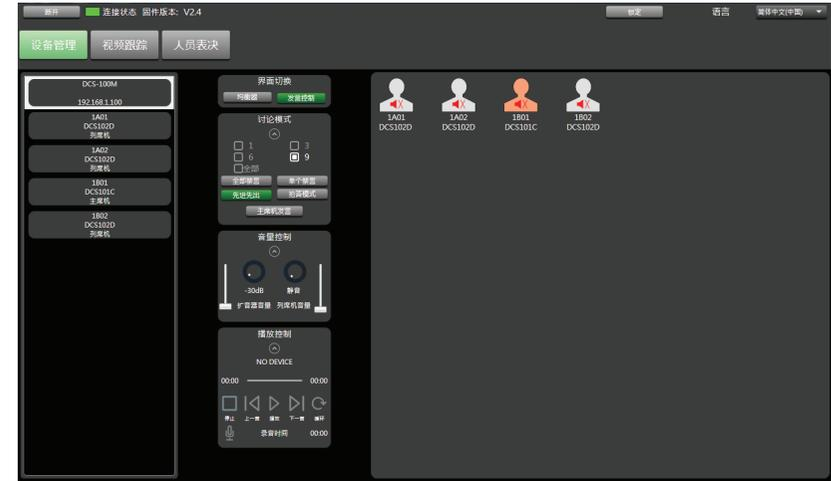 断开 连接状态 固件版本: V2.4 锁定 语言 简体中文(中国)
设备管理 视频跟踪 人员表决
DCS-100M
192.168.1.100
1A01
DCS102D
列席机
1A02
DCS102D
列席机
1B01
DCS101C
主席机
1B02
DCS102D
列席机
界面切换
均衡器 发言控制
讨论模式
1 3
6 9
全部
全部禁言 单个禁言
先进先出 抢答模式
主席机发言
音量控制
-30dB 静音
扩音器音量 列席机音量
播放控制
NO DEVICE
00:00 00:00
停止 上一首 播放 下一首 循环
录音时间 00:00
1A01
DCS102D
1A02
DCS102D
1B01
DCS101C
1B02
DCS102D